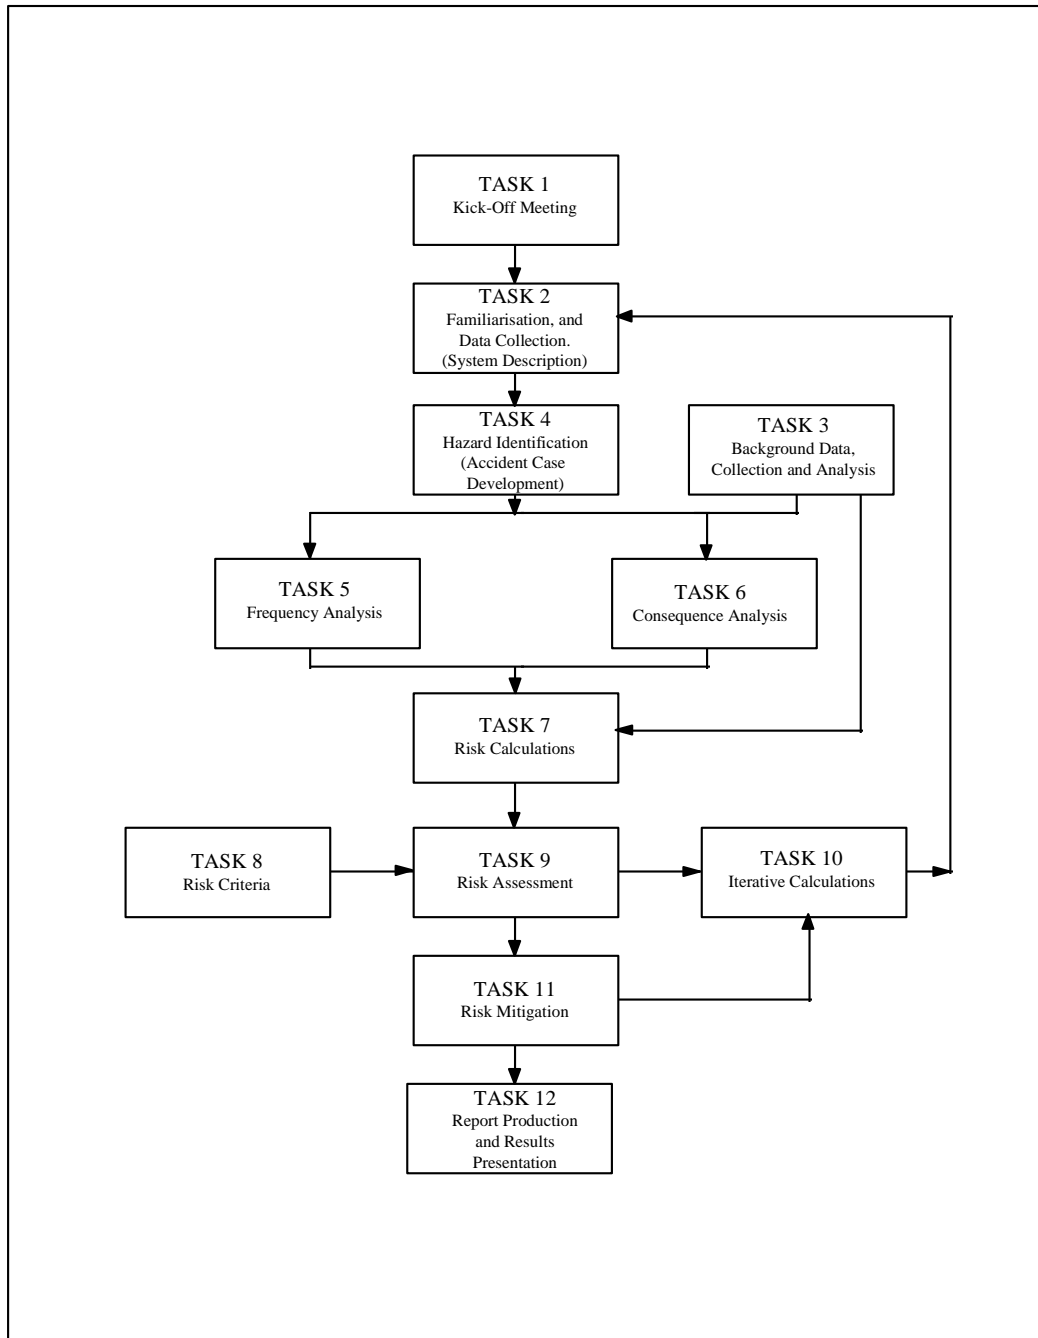 TASK 1
Kick-Off Meeting
TASK 2
Familiarisation, and
Data Collection.
(System Description)
TASK 4
Hazard Identification
(Accident Case
Development)
TASK 3
Background Data,
Collection and Analysis
TASK 5
Frequency Analysis
TASK 6
Consequence Analysis
TASK 7
Risk Calculations
TASK 8
Risk Criteria
TASK 9
Risk Assessment
TASK 10
Iterative Calculations
TASK 11
Risk Mitigation
TASK 12
Report Production
and Results
Presentation